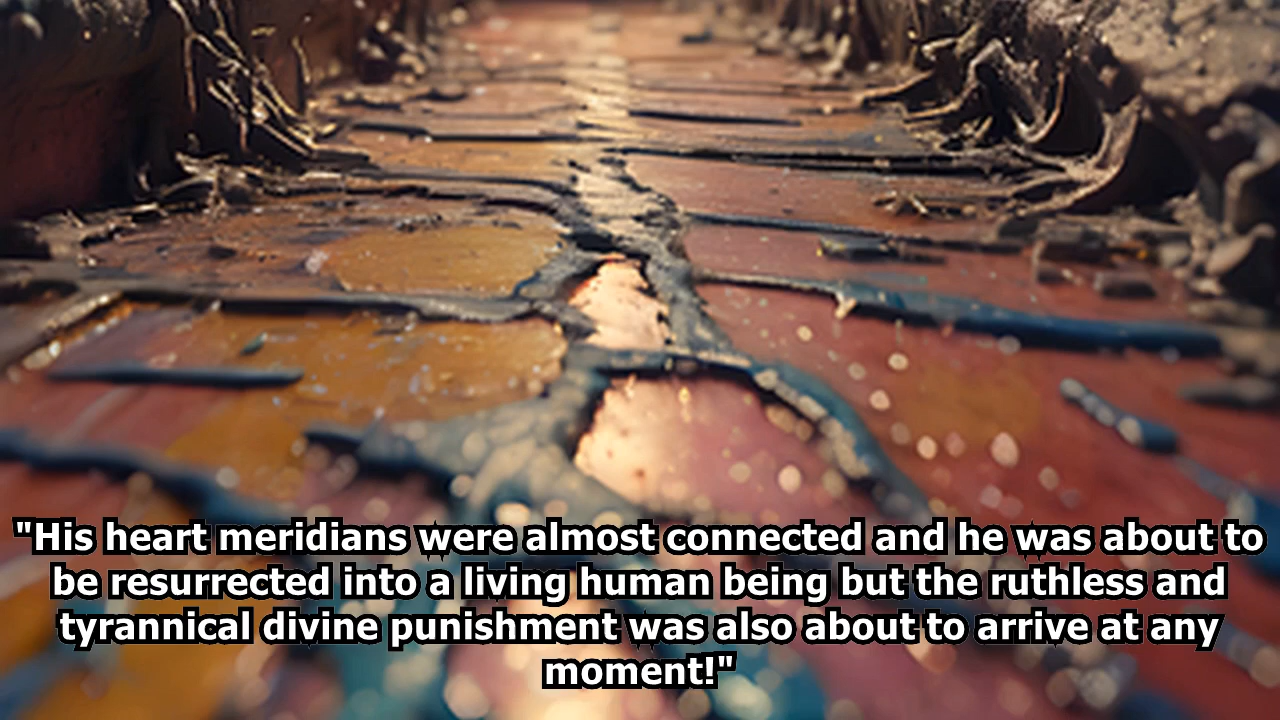 "His heart meridians were almost connected and he was about to
be resurrected into a living human being but the ruthless and
tyrannical divine punishment was also about to arrive at any
moment!"